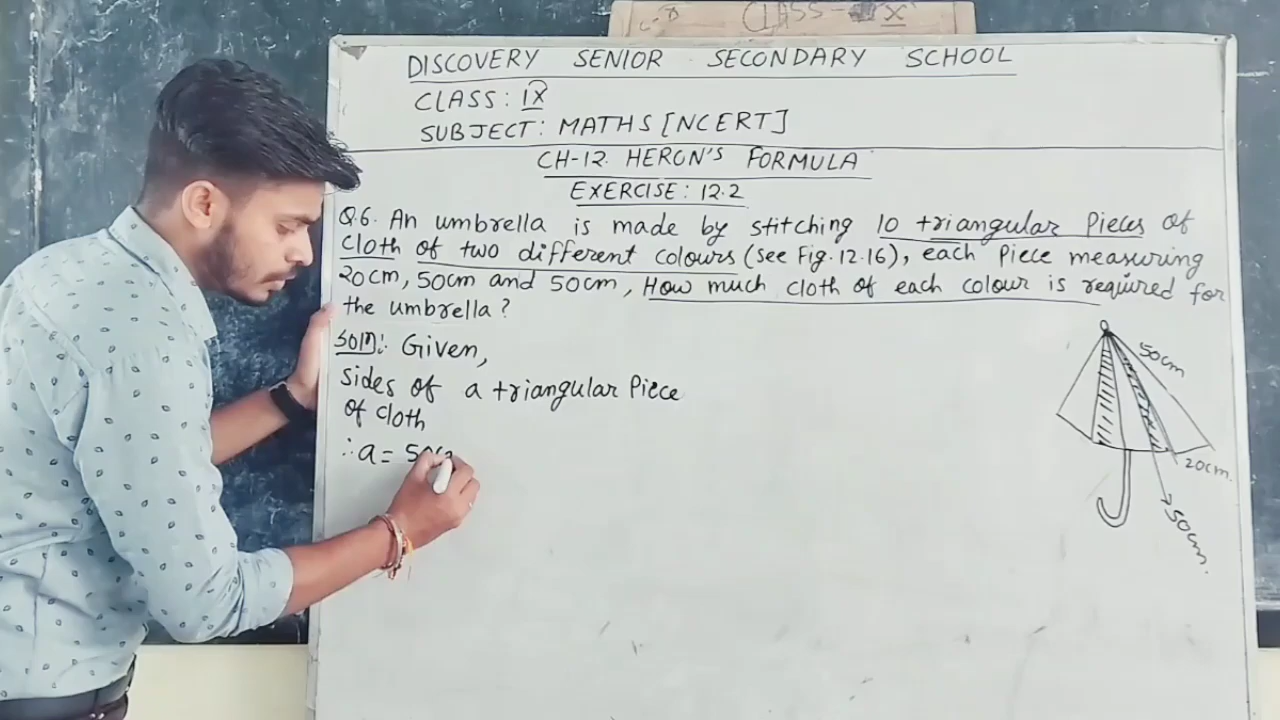 CLASS - IX
DISCOVERY SENIOR SECONDARY SCHOOL
CLASS: IX
SUBJECT: MATHS [NCERT]
CH-12. HERON'S FORMULA
EXERCISE: 12.2
Q.6. An umbrella is made by stitching 10 triangular Pieces of
Cloth of two different colours (see Fig. 12.16), each Piece measuring
20cm, 50cm and 50cm, How much cloth of each colour is required for
the umbrella?
Soln: Given,
Sides of a triangular Piece
of cloth
∴ a = 50c
50cm
20cm.
50cm.